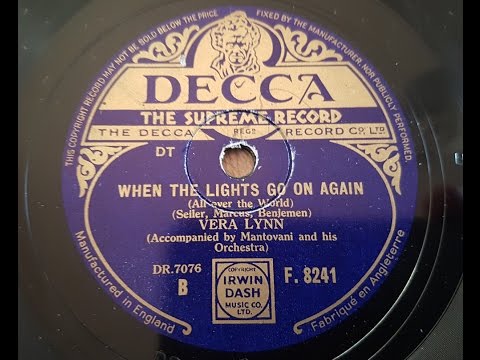 THIS COPYRIGHT RECORD MAY NOT BE SOLD BELOW THE PRICE
FIXED BY THE MANUFACTURER, NOR PUBLICLY PERFORMED.
DECCA
THE SUPREME RECORD
THE DECCA REGD RECORD CO. LTD
DT
WHEN THE LIGHTS GO ON AGAIN
(All over the World)
(Seiler, Marcus, Benjemen)
VERA LYNN
(Accompanied by Mantovani and his
Orchestra)
DR.7076
B
COPYRIGHT
IRWIN
DASH
MUSIC CO.
LTD.
F. 8241
Manufactured in England
Fabriqué en Angleterre